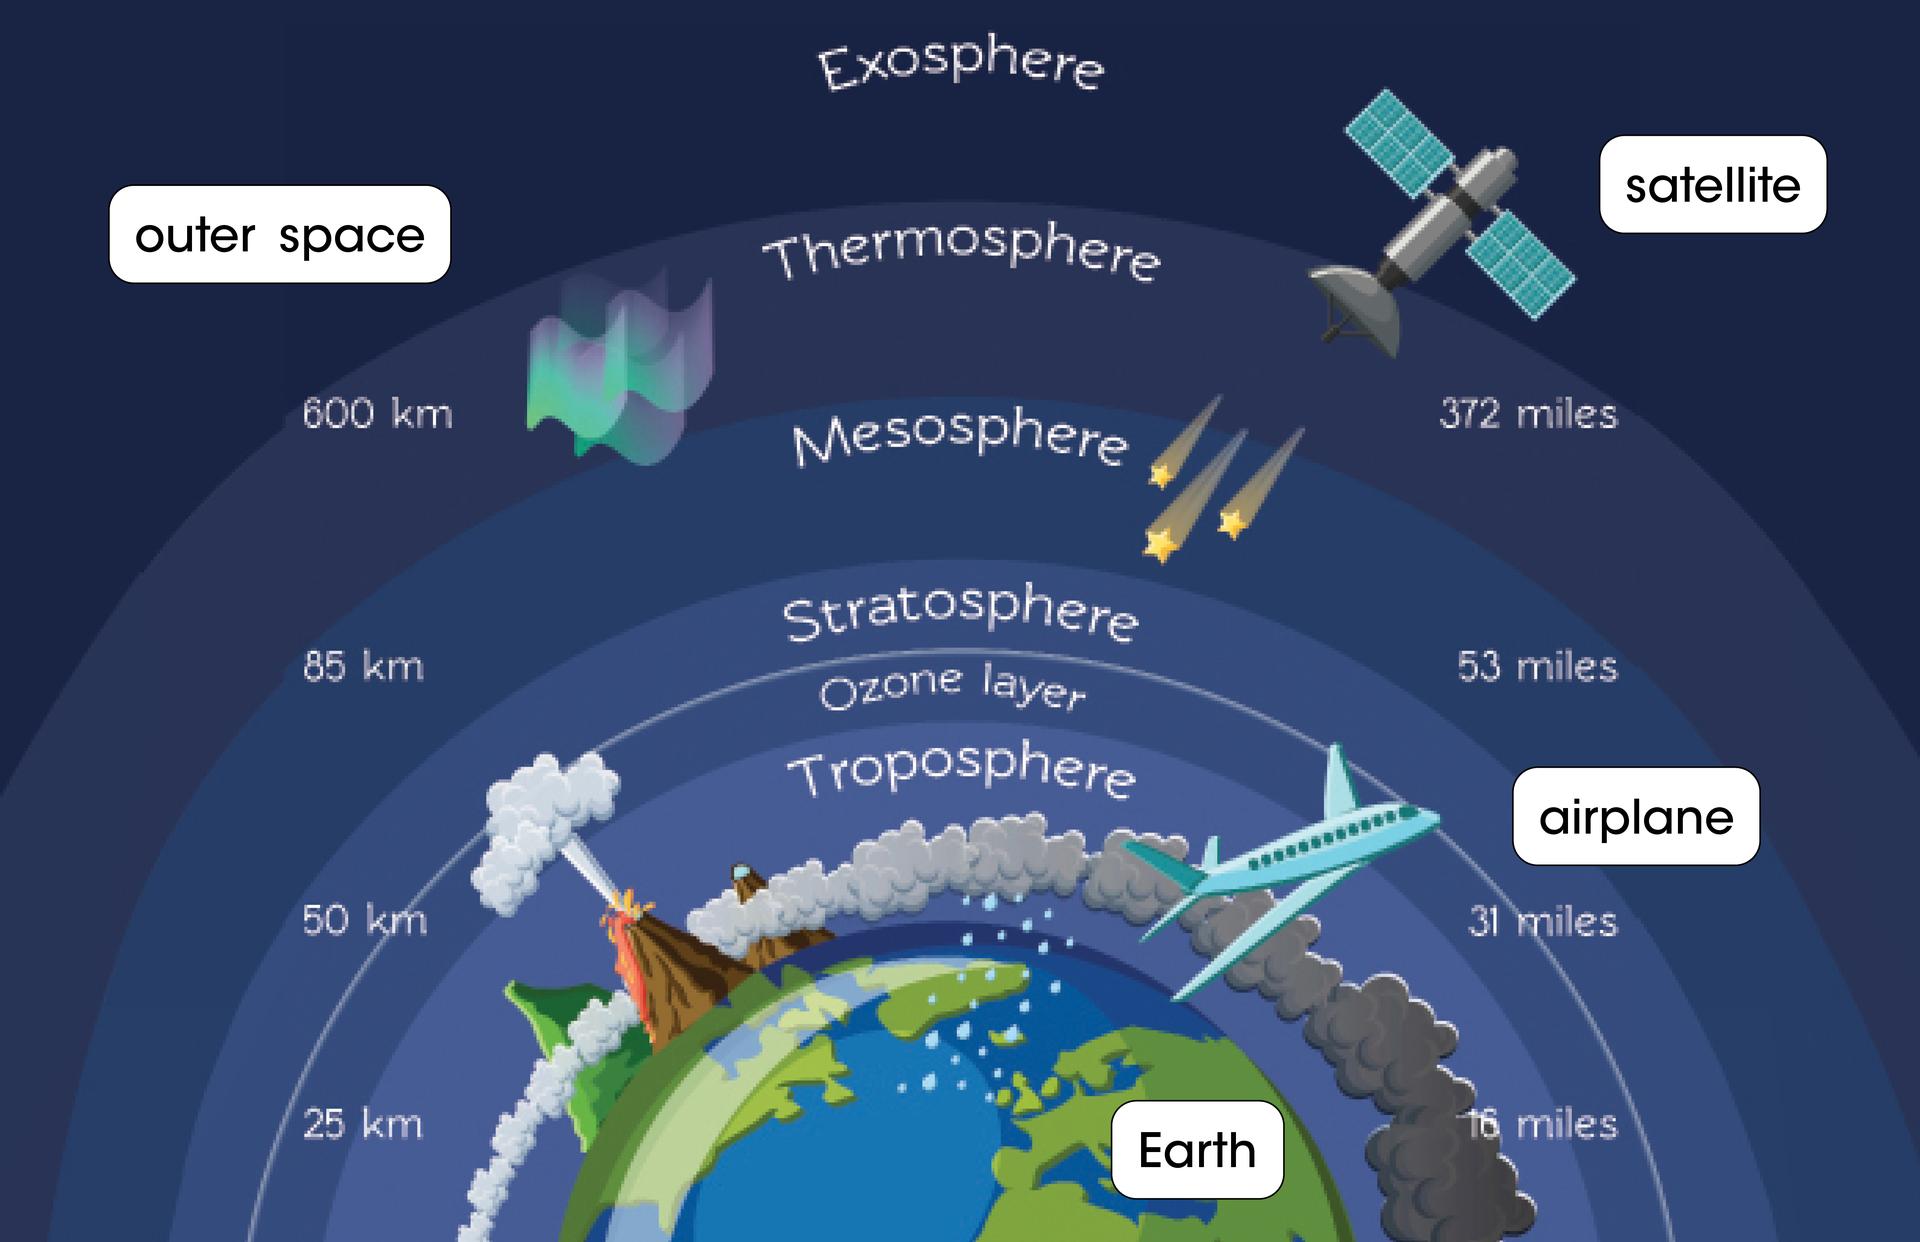 Exosphere
satellite
outer space
Thermosphere
600 km
372 miles
Mesosphere
Stratosphere
85 km
53 miles
Ozone layer
Troposphere
airplane
50 km
31 miles
25 km
16 miles
Earth